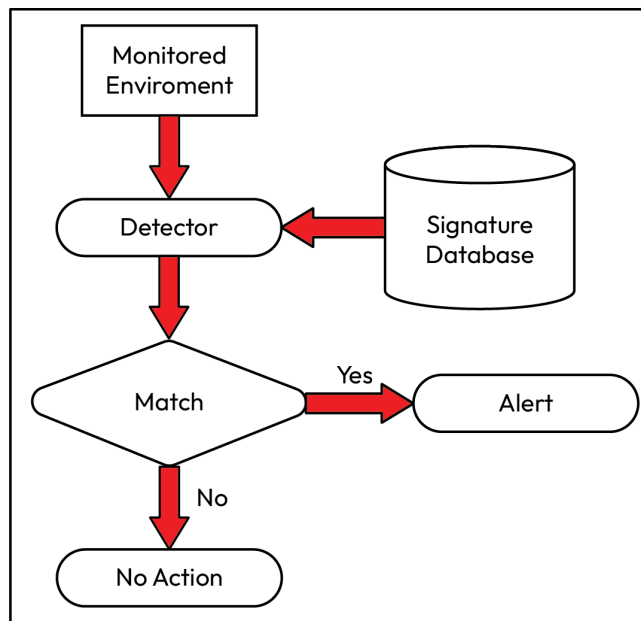 Monitored
Enviroment
Detector
Signature
Database
Match
Yes
Alert
No
No Action